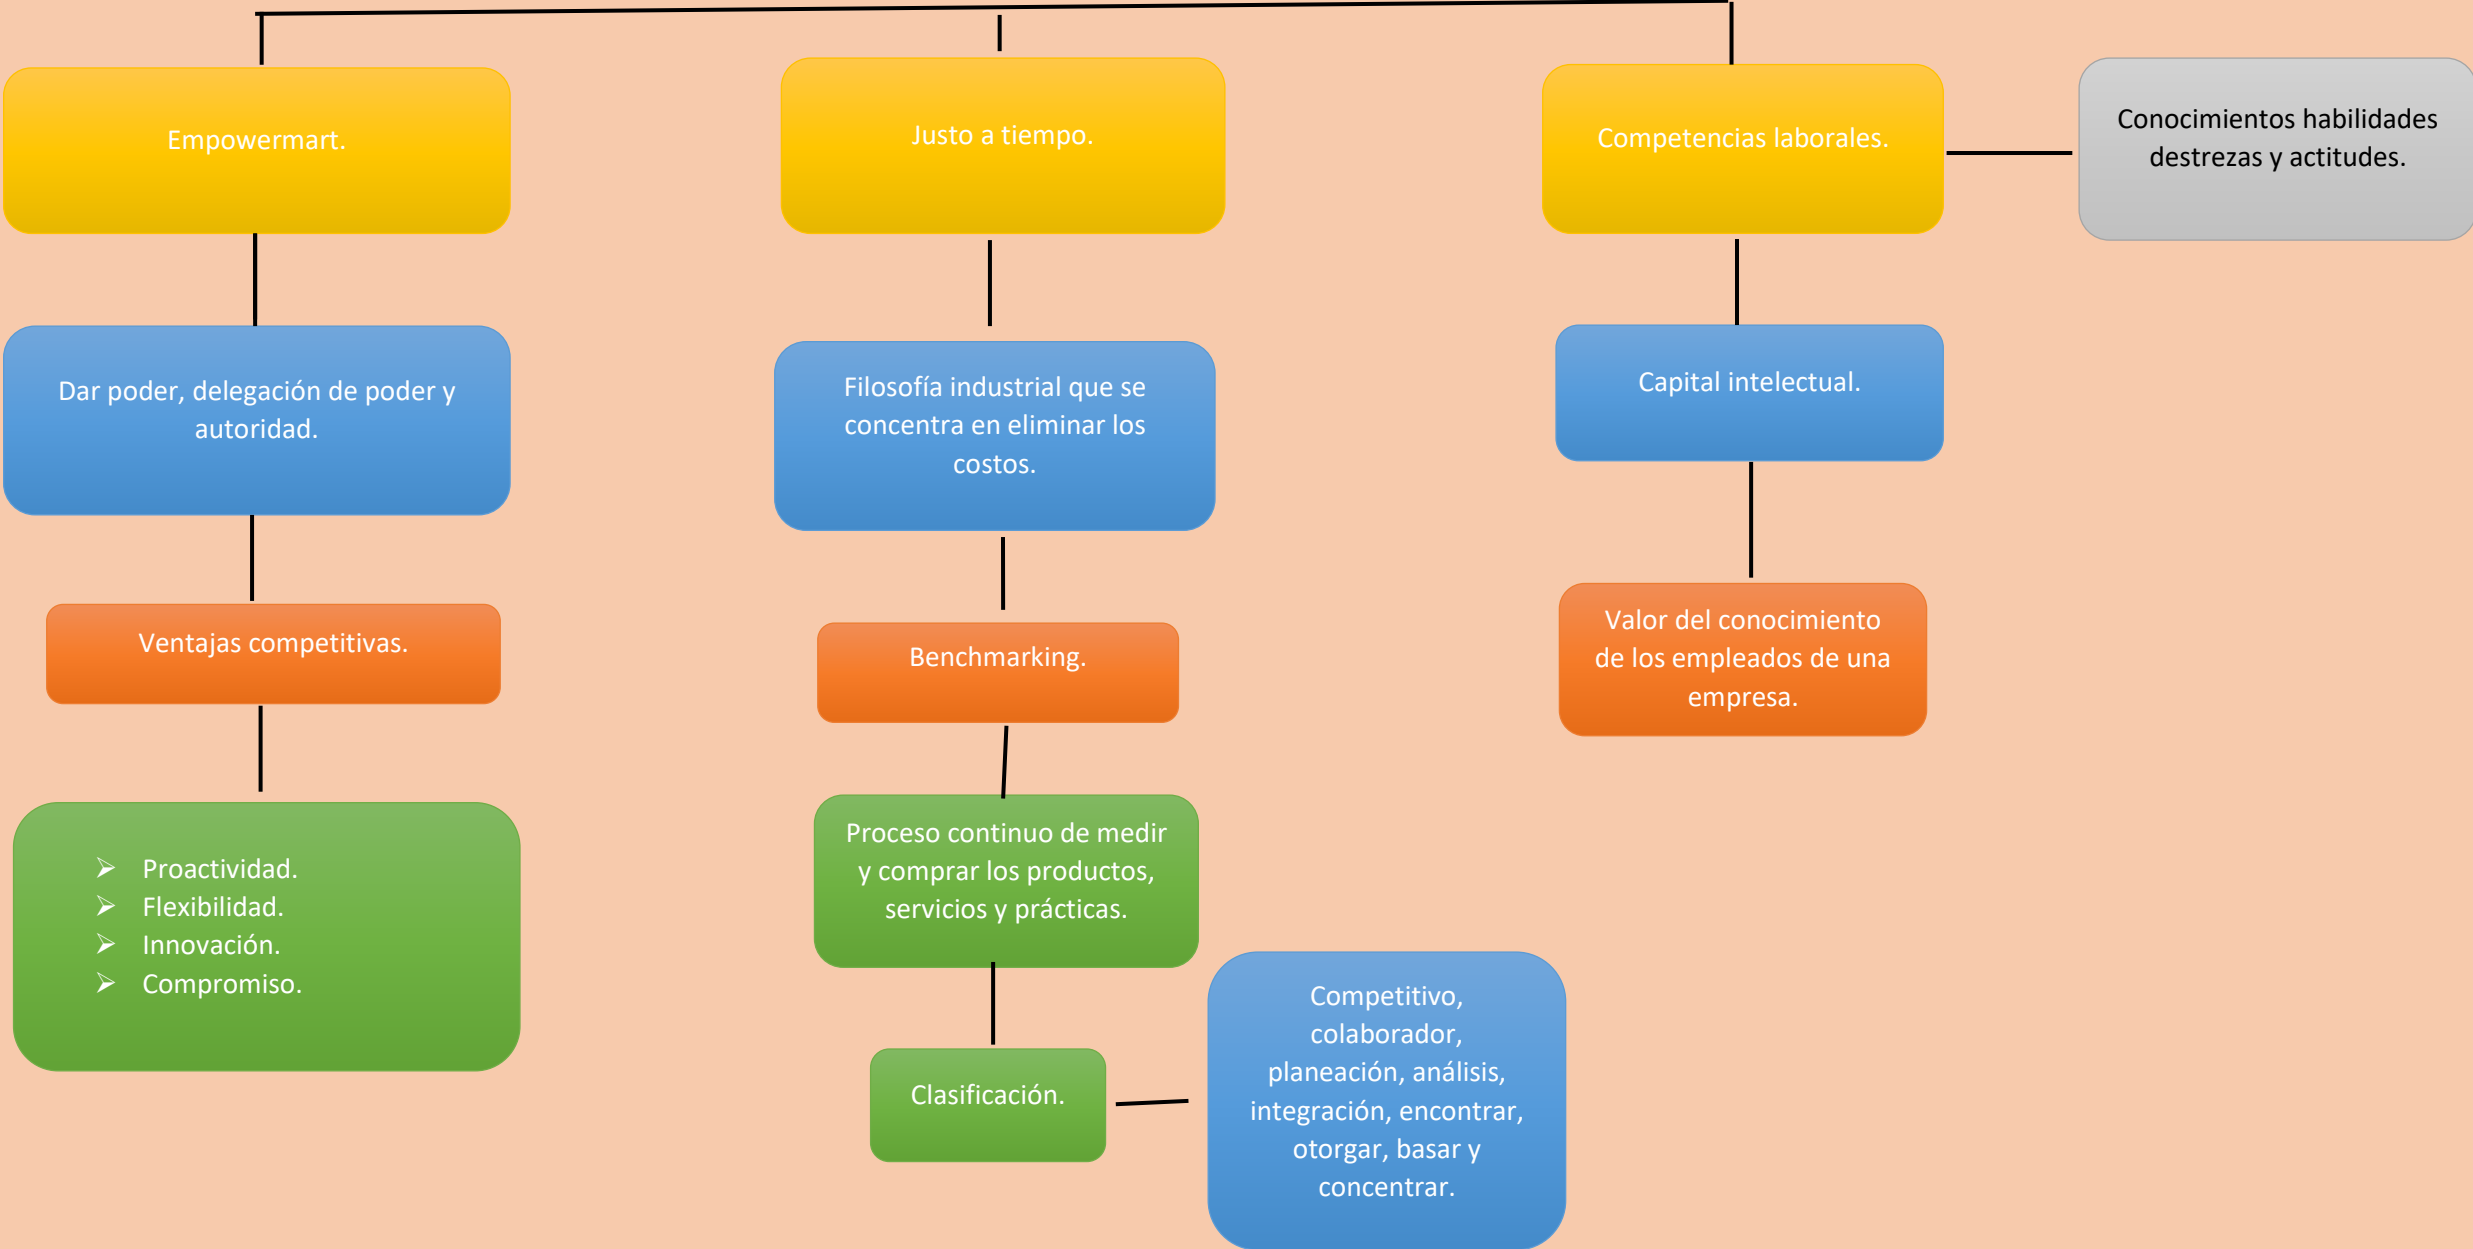 Empowermart.
Justo a tiempo.
Competencias laborales.
Conocimientos habilidades
destrezas y actitudes.
Dar poder, delegación de poder y
autoridad.
Filosofía industrial que se
concentra en eliminar los
costos.
Capital intelectual.
Ventajas competitivas.
Benchmarking.
Valor del conocimiento
de los empleados de una
empresa.
➢ Proactividad.
➢ Flexibilidad.
➢ Innovación.
➢ Compromiso.
Proceso continuo de medir
y comprar los productos,
servicios y prácticas.
Clasificación.
Competitivo,
colaborador,
planeación, análisis,
integración, encontrar,
otorgar, basar y
concentrar.